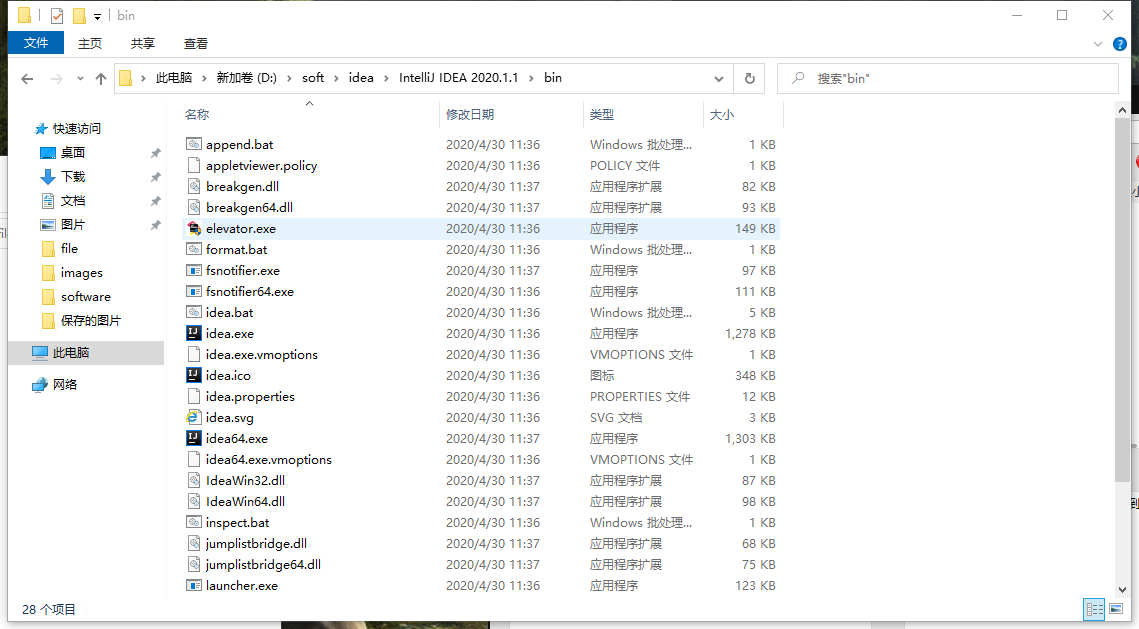 bin
文件 主页 共享 查看
此电脑 新加卷 (D:) soft idea IntelliJ IDEA 2020.1.1 bin 搜索"bin"
名称 修改日期 类型 大小
快速访问
桌面
下载
文档
图片
file
images
software
保存的图片
此电脑
网络
append.bat 2020/4/30 11:36 Windows 批处理... 1 KB
appletviewer.policy 2020/4/30 11:36 POLICY 文件 1 KB
breakgen.dll 2020/4/30 11:37 应用程序扩展 82 KB
breakgen64.dll 2020/4/30 11:37 应用程序扩展 93 KB
elevator.exe 2020/4/30 11:36 应用程序 149 KB
format.bat 2020/4/30 11:36 Windows 批处理... 1 KB
fsnotifier.exe 2020/4/30 11:36 应用程序 97 KB
fsnotifier64.exe 2020/4/30 11:36 应用程序 111 KB
idea.bat 2020/4/30 11:36 Windows 批处理... 5 KB
idea.exe 2020/4/30 11:36 应用程序 1,278 KB
idea.exe.vmoptions 2020/4/30 11:36 VMOPTIONS 文件 1 KB
idea.ico 2020/4/30 11:36 图标 348 KB
idea.properties 2020/4/30 11:36 PROPERTIES 文件 12 KB
idea.svg 2020/4/30 11:36 SVG 文档 3 KB
idea64.exe 2020/4/30 11:37 应用程序 1,303 KB
idea64.exe.vmoptions 2020/4/30 11:36 VMOPTIONS 文件 1 KB
IdeaWin32.dll 2020/4/30 11:37 应用程序扩展 87 KB
IdeaWin64.dll 2020/4/30 11:37 应用程序扩展 98 KB
inspect.bat 2020/4/30 11:36 Windows 批处理... 1 KB
jumplistbridge.dll 2020/4/30 11:37 应用程序扩展 68 KB
jumplistbridge64.dll 2020/4/30 11:37 应用程序扩展 75 KB
launcher.exe 2020/4/30 11:36 应用程序 123 KB
28 个项目